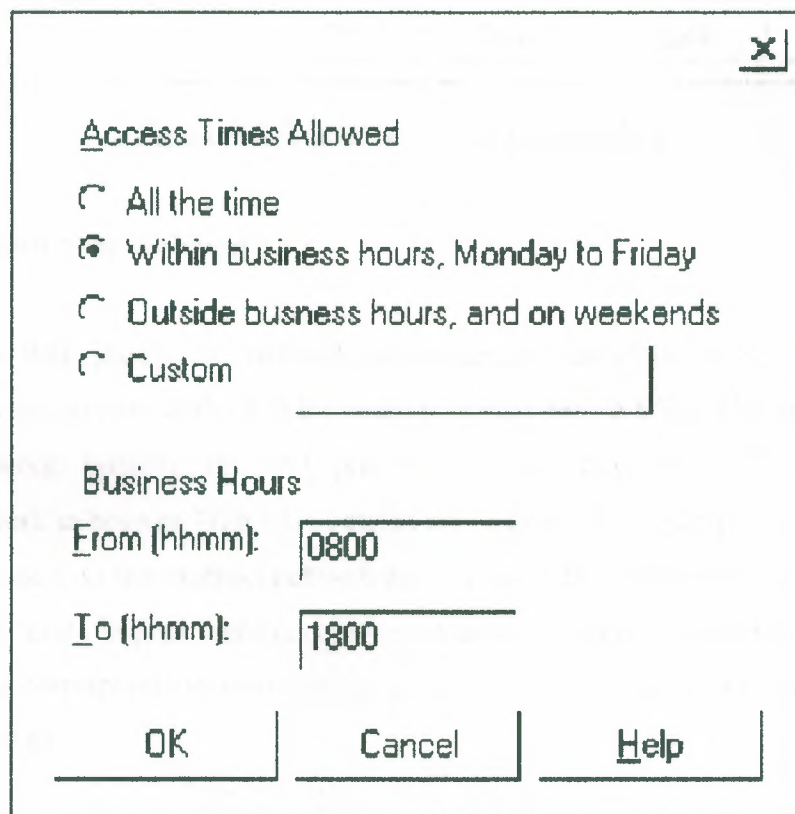 Access Times Allowed
All the time
Within business hours, Monday to Friday
Outside busness hours, and on weekends
Custom
Business Hours
From (hhmm): 0800
To (hhmm): 1800
OK Cancel Help